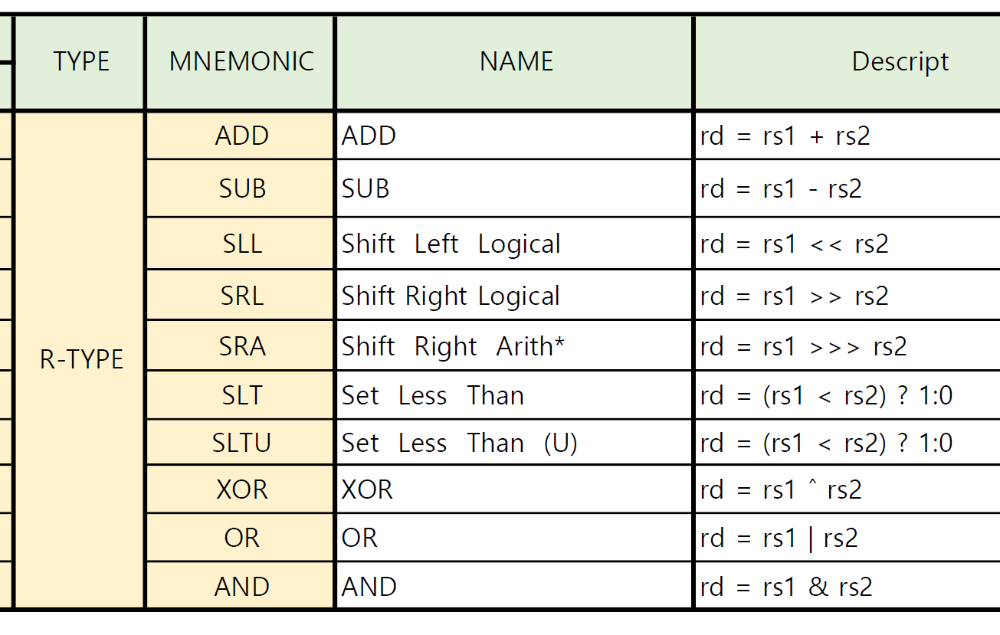 TYPE MNEMONIC NAME Descript
ADD ADD rd = rs1 + rs2
SUB SUB rd = rs1 - rs2
SLL Shift Left Logical rd = rs1 << rs2
SRL Shift Right Logical rd = rs1 >> rs2
R-TYPE SRA Shift Right Arith* rd = rs1 >>> rs2
SLT Set Less Than rd = (rs1 < rs2) ? 1:0
SLTU Set Less Than (U) rd = (rs1 < rs2) ? 1:0
XOR XOR rd = rs1 ˆ rs2
OR OR rd = rs1 | rs2
AND AND rd = rs1 & rs2